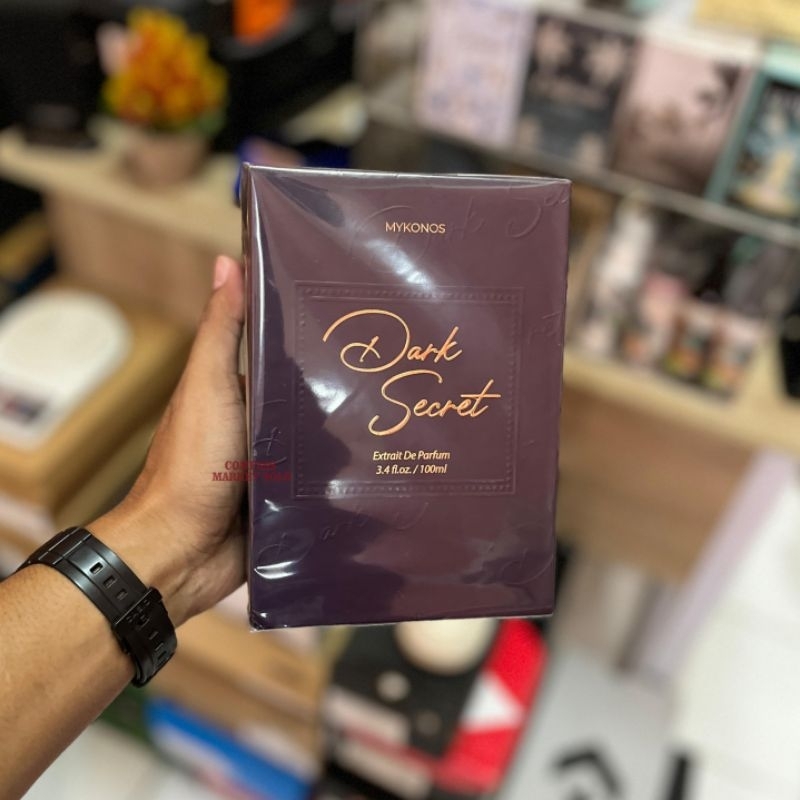 MYKONOS
Dark
Secret
Extrait De Parfum
3.4 fl.oz. / 100ml